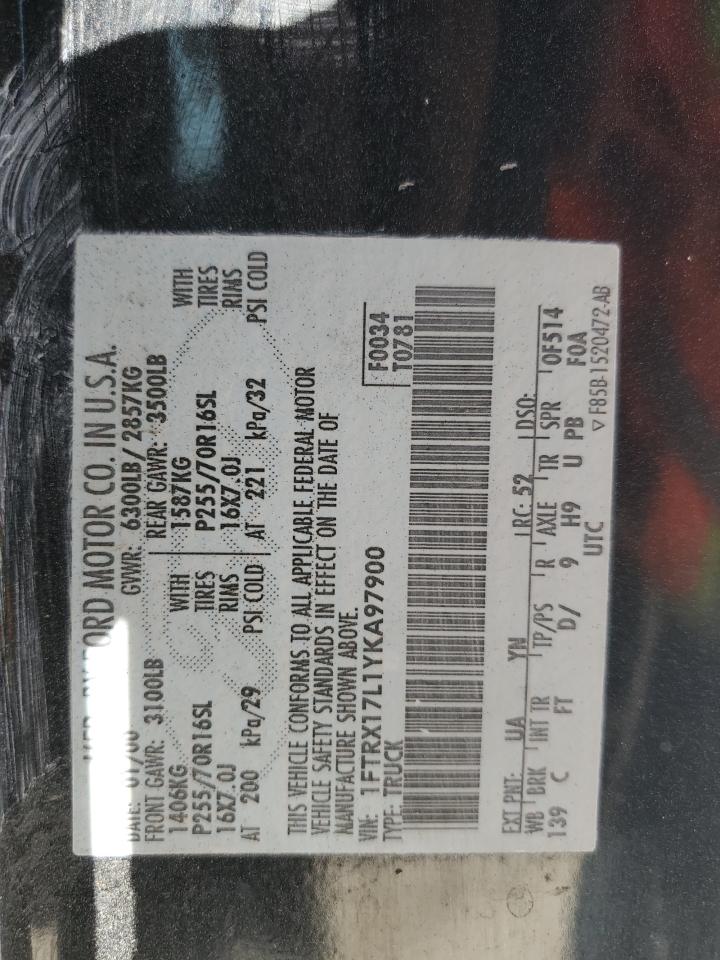 FORD MOTOR CO. IN U.S.A.
DATE: 01/00 GVWR: 6300LB/ 2857KG
FRONT GAWR: 3100LB REAR GAWR: 3500LB
1406KG WITH 1587KG WITH
P255/70R16SL TIRES P255/70R16SL TIRES
16X7.0J RIMS 16X7.0J RIMS
AT 200 kPa/29 PSI COLD AT 221 kPa/32 PSI COLD
THIS VEHICLE CONFORMS TO ALL APPLICABLE FEDERAL MOTOR
VEHICLE SAFETY STANDARDS IN EFFECT ON THE DATE OF
MANUFACTURE SHOWN ABOVE.
VIN: 1FTRX17L1YKA97900 F0034
TYPE: TRUCK T0781
EXT PNT: UA YN RC: 52 DSO:
WB BRK INT TR TP/PS R AXLE TR SPR 0F514
139 C FT D/ 9 H9 U PB F0A
UTC ▽ F85B-1520472-AB